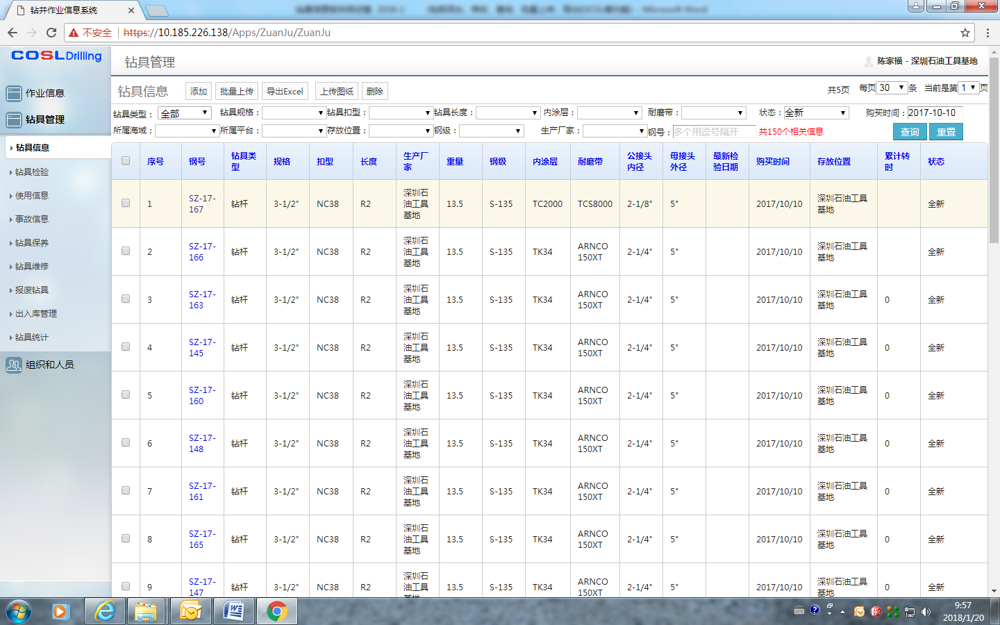 钻井作业信息系统
不安全 https://10.185.226.138/Apps/ZuanJu/ZuanJu
COSL Drilling
钻具管理
陈家福 - 深圳石油工具基地
作业信息
钻具管理
钻具信息
钻具检验
使用信息
事故信息
钻具保养
钻具维修
报废钻具
出入库管理
钻具统计
组织和人员
钻具信息 添加 批量上传 导出Excel 上传图纸 删除 共5页 每页 30 条 当前是第 1 页
钻具类型： 全部 钻具规格： 钻具扣型： 钻具长度： 内涂层： 耐磨带： 状态： 全新 购买时间： 2017-10-10
所属海域： 所属平台： 存放位置： 钢级： 生产厂家： 钢号： 多个用逗号隔开 共150个相关信息 查询 重置
序号 钢号 钻具类型 规格 扣型 长度 生产厂家 重量 钢级 内涂层 耐磨带 公接头内径 母接头外径 最新检验日期 购买时间 存放位置 累计转时 状态
1 SZ-17-167 钻杆 3-1/2" NC38 R2 深圳石油工具基地 13.5 S-135 TC2000 TCS8000 2-1/8" 5" 2017/10/10 深圳石油工具基地 全新
2 SZ-17-166 钻杆 3-1/2" NC38 R2 深圳石油工具基地 13.5 S-135 TK34 ARNCO 150XT 2-1/4" 5" 2017/10/10 深圳石油工具基地 全新
3 SZ-17-163 钻杆 3-1/2" NC38 R2 深圳石油工具基地 13.5 S-135 TK34 ARNCO 150XT 2-1/4" 5" 2017/10/10 深圳石油工具基地 0 全新
4 SZ-17-145 钻杆 3-1/2" NC38 R2 深圳石油工具基地 13.5 S-135 TK34 ARNCO 150XT 2-1/4" 5" 2017/10/10 深圳石油工具基地 0 全新
5 SZ-17-160 钻杆 3-1/2" NC38 R2 深圳石油工具基地 13.5 S-135 TK34 ARNCO 150XT 2-1/4" 5" 2017/10/10 深圳石油工具基地 0 全新
6 SZ-17-148 钻杆 3-1/2" NC38 R2 深圳石油工具基地 13.5 S-135 TK34 ARNCO 150XT 2-1/4" 5" 2017/10/10 深圳石油工具基地 0 全新
7 SZ-17-161 钻杆 3-1/2" NC38 R2 深圳石油工具基地 13.5 S-135 TK34 ARNCO 150XT 2-1/4" 5" 2017/10/10 深圳石油工具基地 0 全新
8 SZ-17-165 钻杆 3-1/2" NC38 R2 深圳石油工具基地 13.5 S-135 TK34 ARNCO 150XT 2-1/4" 5" 2017/10/10 深圳石油工具基地 0 全新
9 SZ-17-147 钻杆 3-1/2" NC38 R2 深圳石油工具基地 13.5 S-135 TK34 ARNCO 150XT 2-1/4" 5" 2017/10/10 深圳石油工具基地 0 全新
9:57
2018/1/20